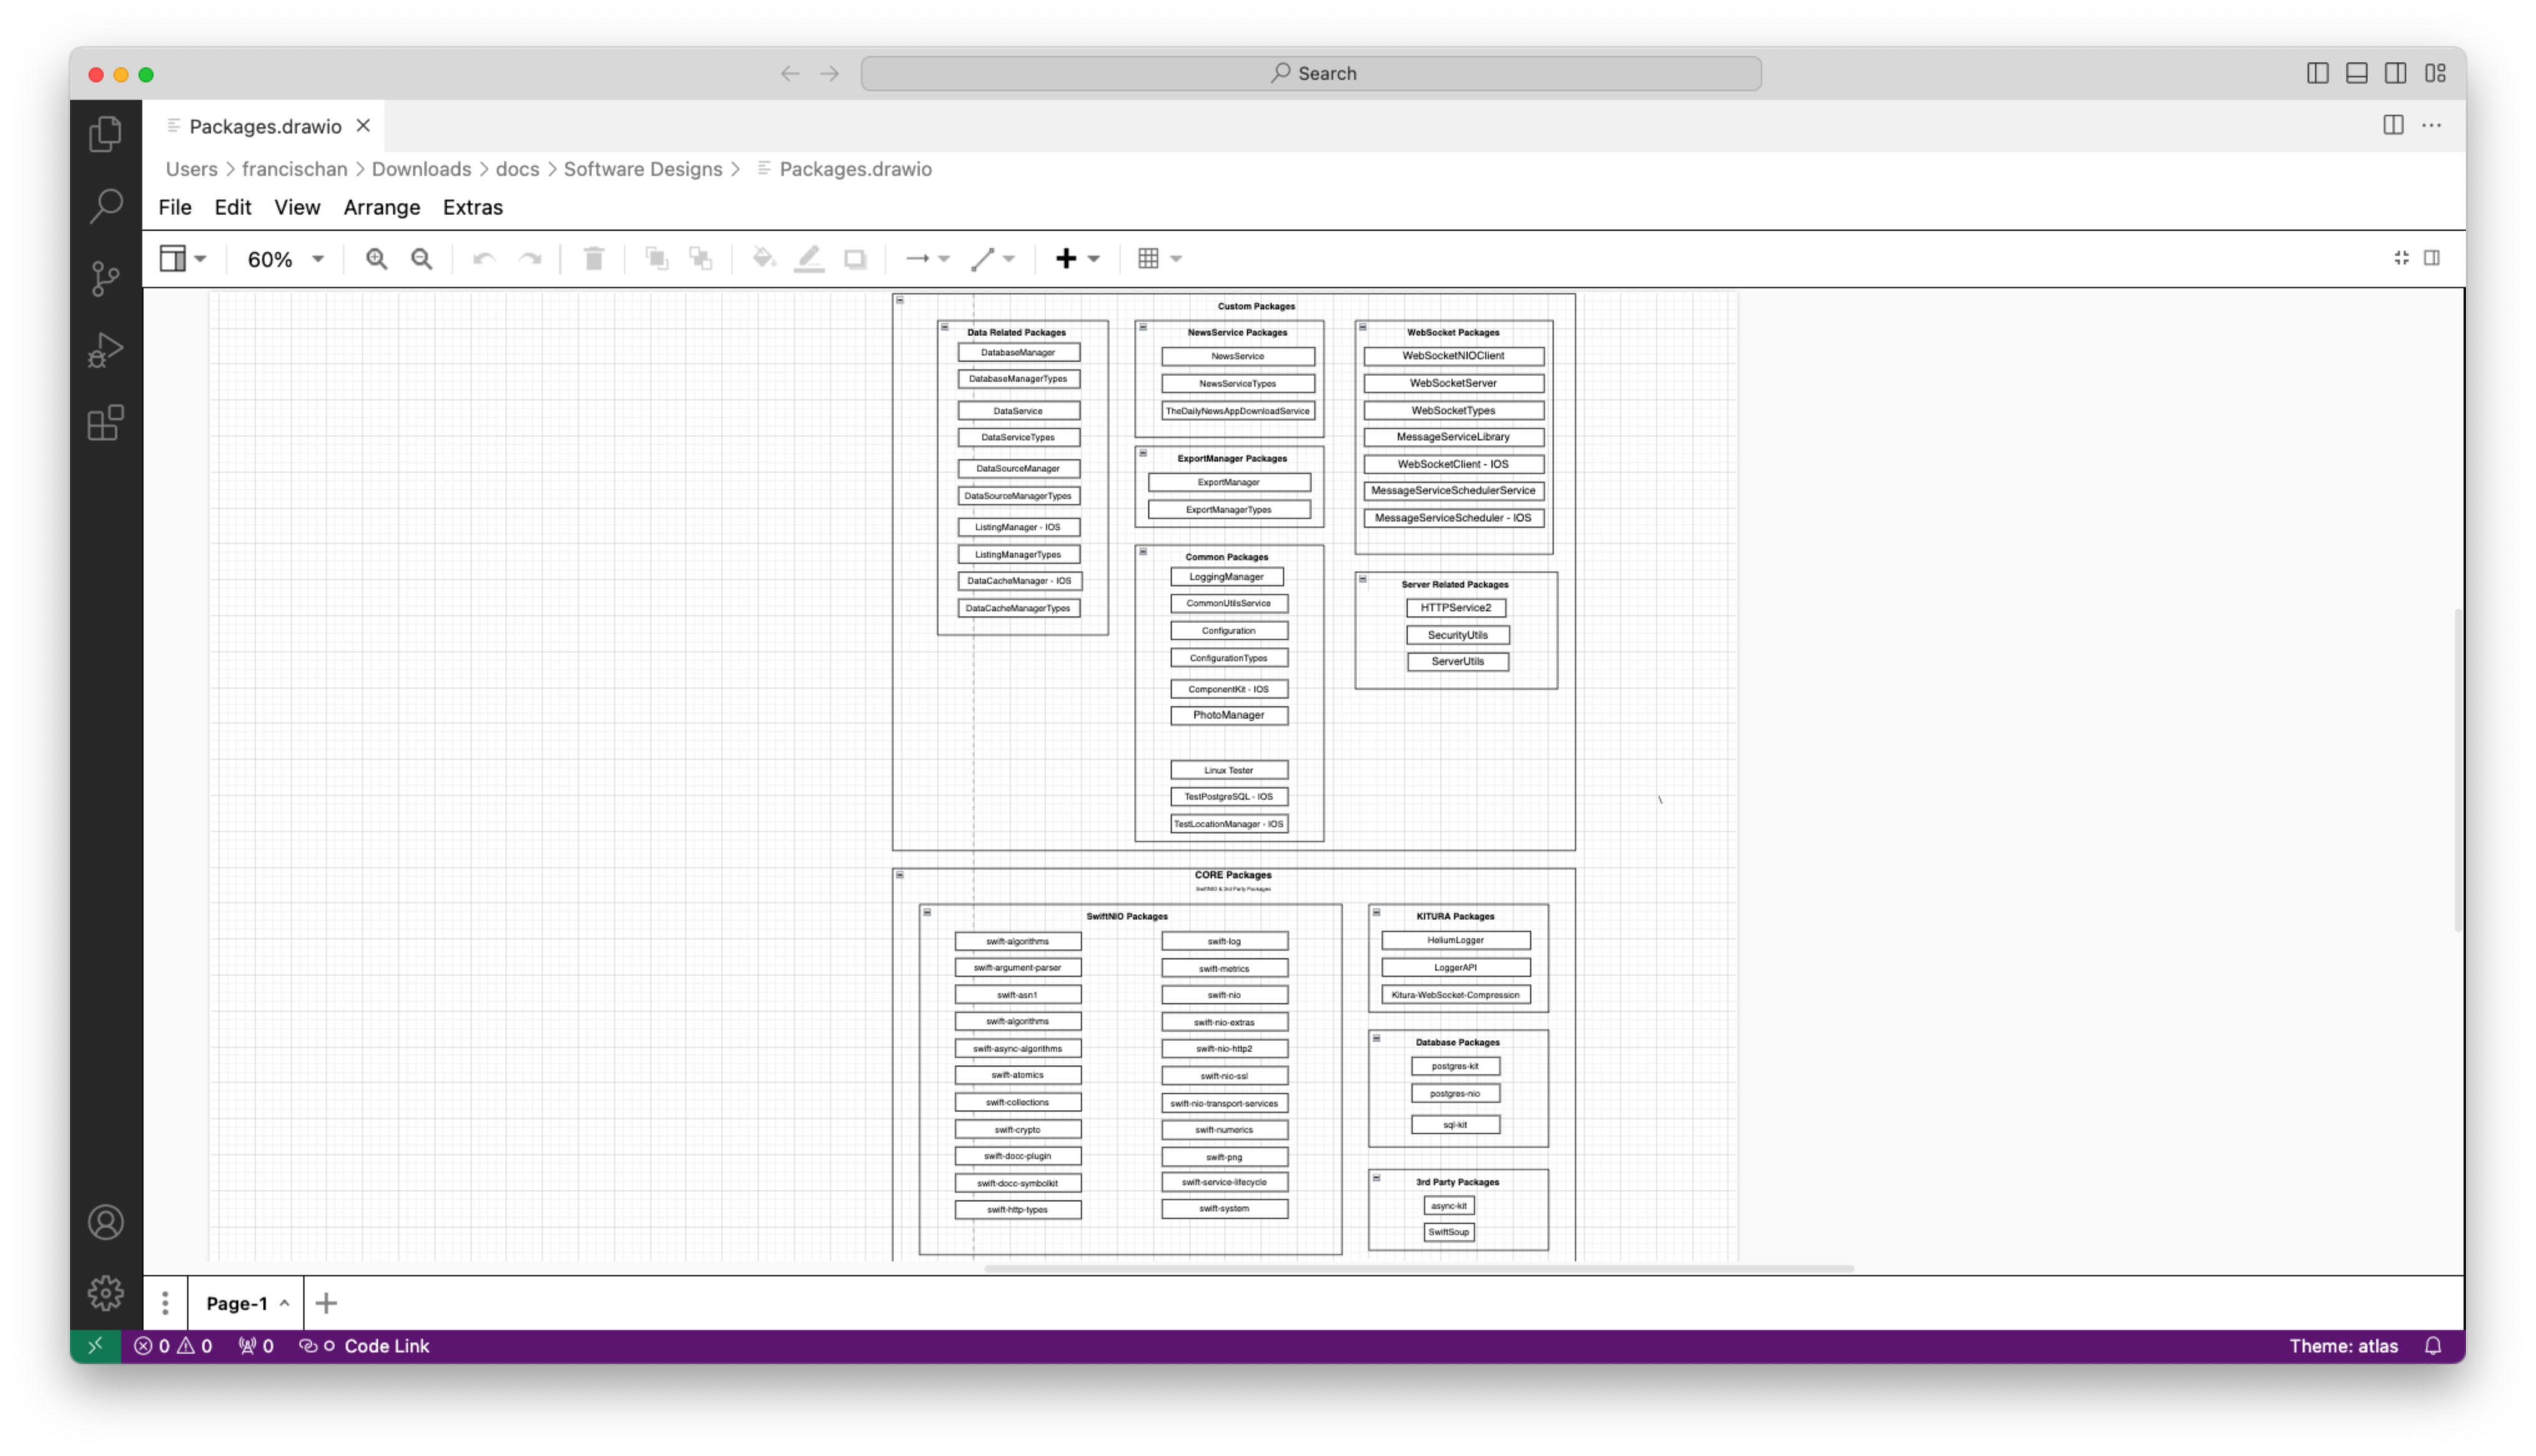 Search
Packages.drawio
Users > francischan > Downloads > docs > Software Designs > Packages.drawio
File Edit View Arrange Extras
60%
Custom Packages
Data Related Packages
DatabaseManager
DatabaseManagerTypes
DataService
DataServiceTypes
DataSourceManager
DataSourceManagerTypes
ListingManager - IOS
ListingManagerTypes
DataCacheManager - IOS
DataCacheManagerTypes
NewsService Packages
NewsService
NewsServiceTypes
TheDailyNewsAppDownloadService
ExportManager Packages
ExportManager
ExportManagerTypes
Common Packages
LoggingManager
CommonUtilsService
Configuration
ConfigurationTypes
ComponentKit - IOS
PhotoManager
Linux Tester
TestPostgreSQL - IOS
TestLocationManager - IOS
WebSocket Packages
WebSocketNIOClient
WebSocketServer
WebSocketTypes
MessageServiceLibrary
WebSocketClient - IOS
MessageServiceSchedulerService
MessageServiceScheduler - IOS
Server Related Packages
HTTPService2
SecurityUtils
ServerUtils
\
CORE Packages
SwiftNIO & 3rd Party Packages
SwiftNIO Packages
swift-algorithms
swift-argument-parser
swift-asn1
swift-algorithms
swift-async-algorithms
swift-atomics
swift-collections
swift-crypto
swift-docc-plugin
swift-docc-symbolkit
swift-http-types
swift-log
swift-metrics
swift-nio
swift-nio-extras
swift-nio-http2
swift-nio-ssl
swift-nio-transport-services
swift-numerics
swift-png
swift-service-lifecycle
swift-system
KITURA Packages
HeliumLogger
LoggerAPI
Kitura-WebSocket-Compression
Database Packages
postgres-kit
postgres-nio
sql-kit
3rd Party Packages
async-kit
SwiftSoup
Page-1
0 0 0 Code Link
Theme: atlas